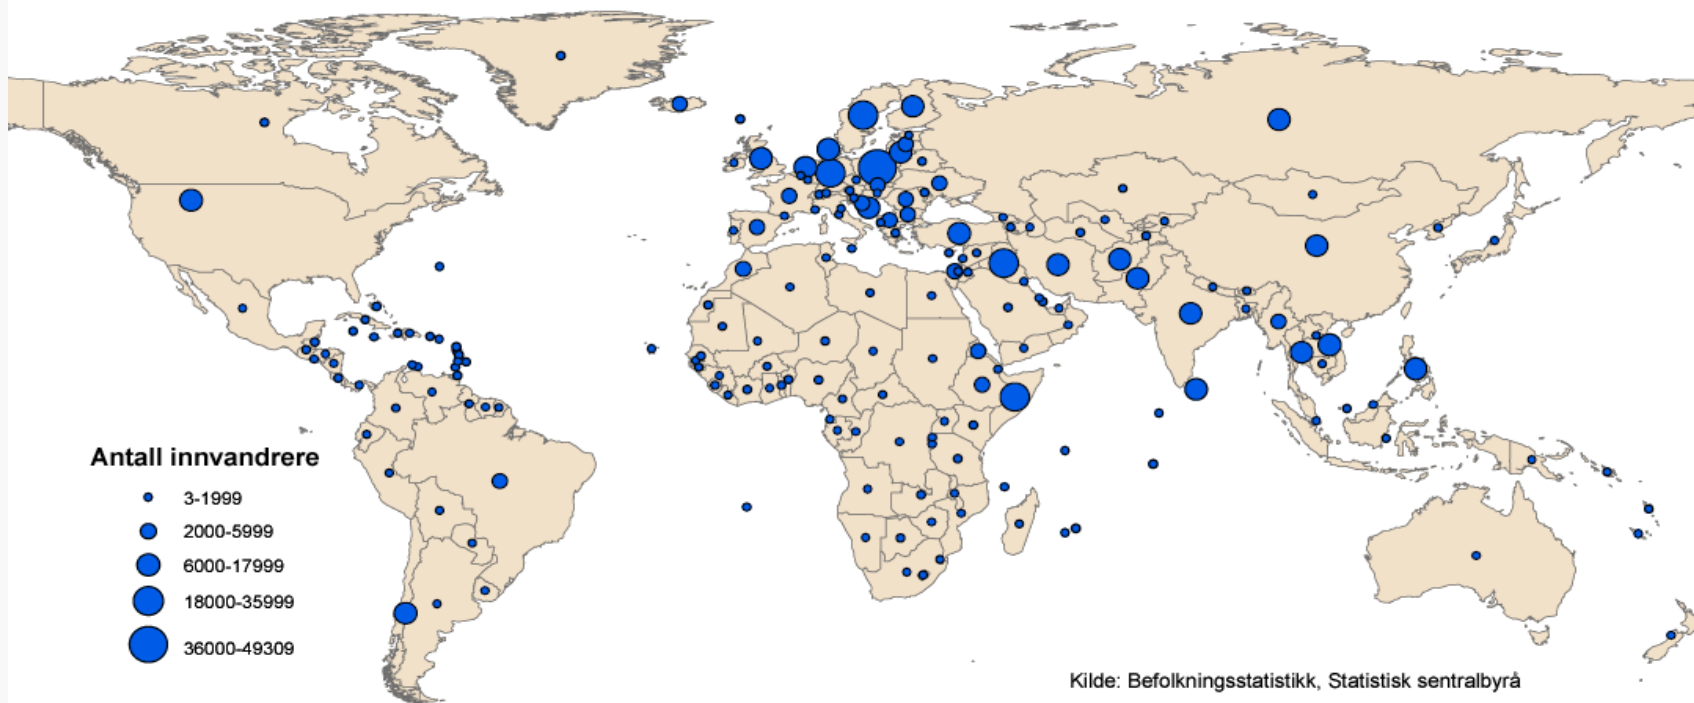 Antall innvandrere
3-1999
2000-5999
6000-17999
18000-35999
36000-49309
Kilde: Befolkningsstatistikk, Statistisk sentralbyrå